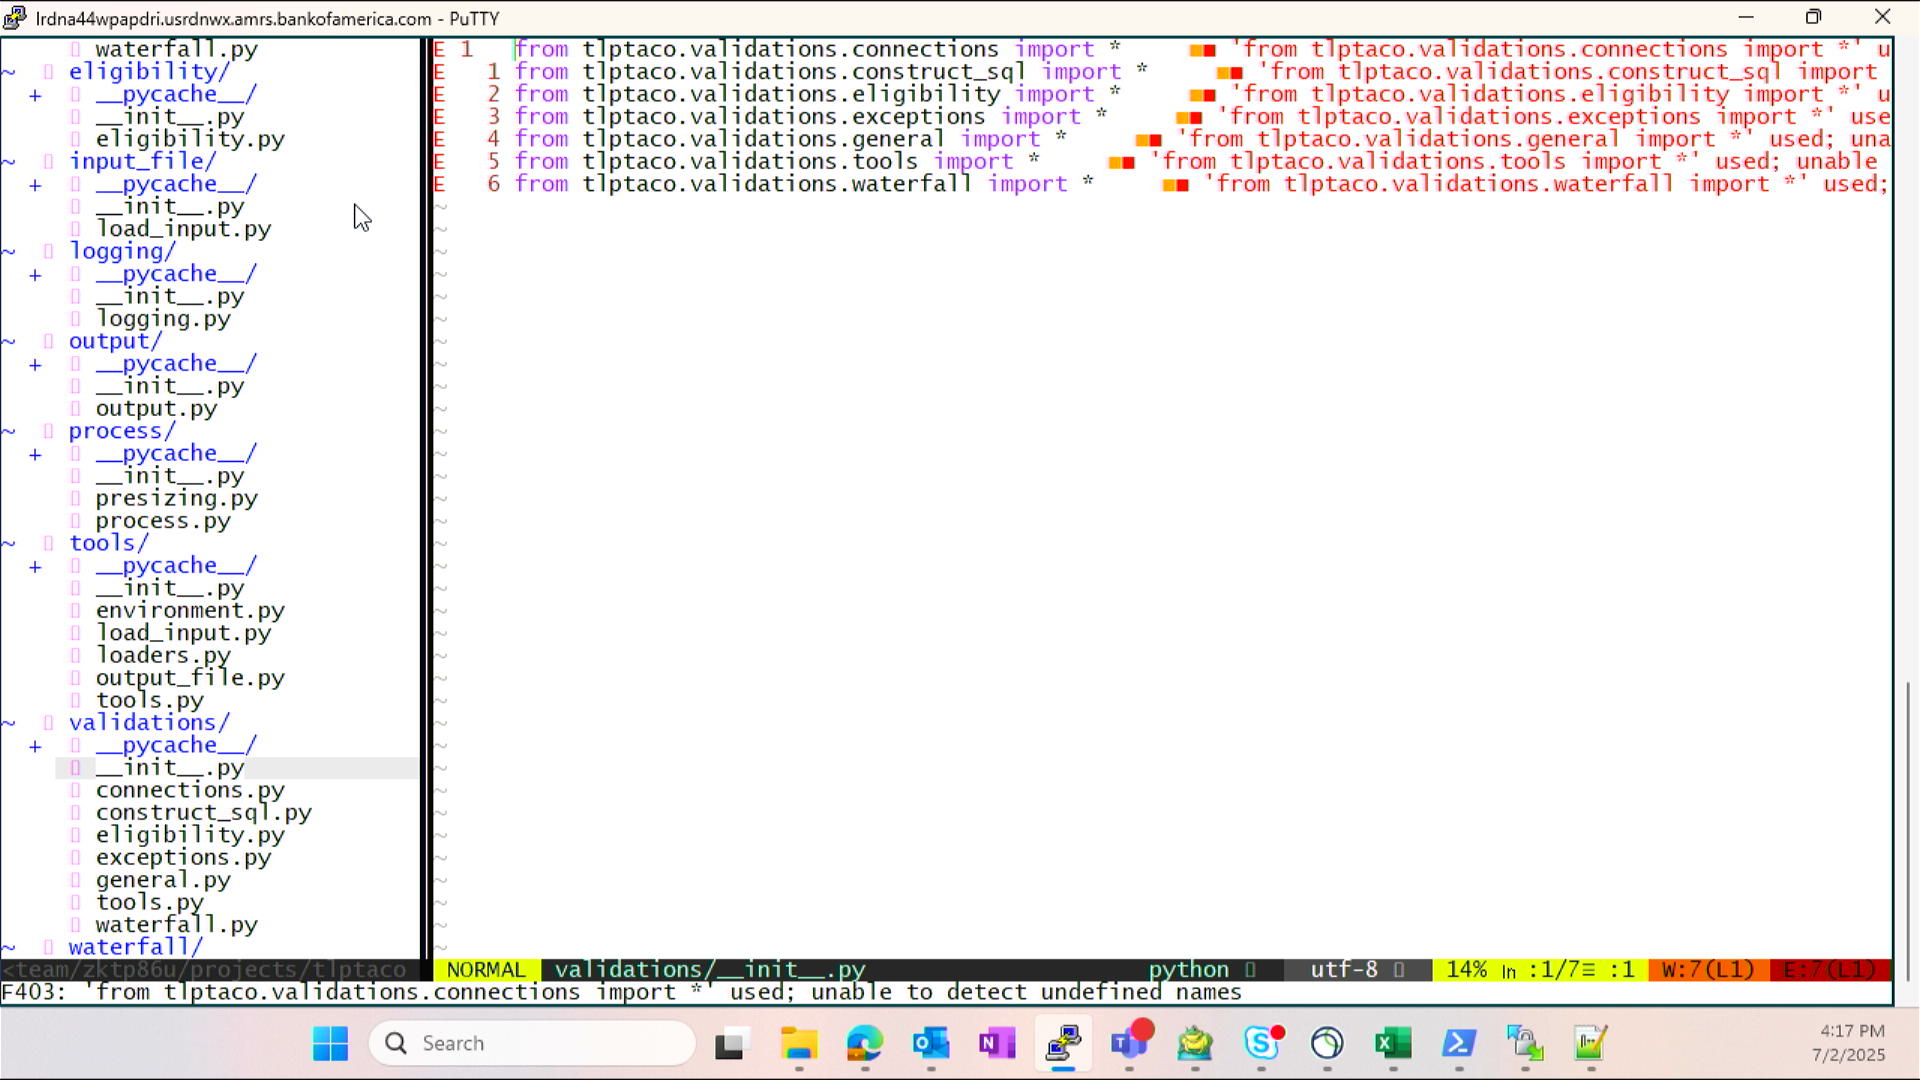 lrdna44wpapdri.usrdnwx.amrs.bankofamerica.com - PuTTY
waterfall.py
~ eligibility/
+ __pycache__/
__init__.py
eligibility.py
~ input_file/
+ __pycache__/
__init__.py
load_input.py
~ logging/
+ __pycache__/
__init__.py
logging.py
~ output/
+ __pycache__/
__init__.py
output.py
~ process/
+ __pycache__/
__init__.py
presizing.py
process.py
~ tools/
+ __pycache__/
__init__.py
environment.py
load_input.py
loaders.py
output_file.py
tools.py
~ validations/
+ __pycache__/
__init__.py
connections.py
construct_sql.py
eligibility.py
exceptions.py
general.py
tools.py
waterfall.py
~ waterfall/
<team/zktp86u/projects/tlptaco
E 1 from tlptaco.validations.connections import * ■■ 'from tlptaco.validations.connections import *' u
E 1 from tlptaco.validations.construct_sql import * ■■ 'from tlptaco.validations.construct_sql import
E 2 from tlptaco.validations.eligibility import * ■■ 'from tlptaco.validations.eligibility import *' u
E 3 from tlptaco.validations.exceptions import * ■■ 'from tlptaco.validations.exceptions import *' use
E 4 from tlptaco.validations.general import * ■■ 'from tlptaco.validations.general import *' used; una
E 5 from tlptaco.validations.tools import * ■■ 'from tlptaco.validations.tools import *' used; unable
E 6 from tlptaco.validations.waterfall import * ■■ 'from tlptaco.validations.waterfall import *' used;
NORMAL validations/__init__.py python utf-8 14% ln :1/7≡ :1 W:7(L1) E:7(L1)
F403: 'from tlptaco.validations.connections import *' used; unable to detect undefined names
Search
4:17 PM
7/2/2025